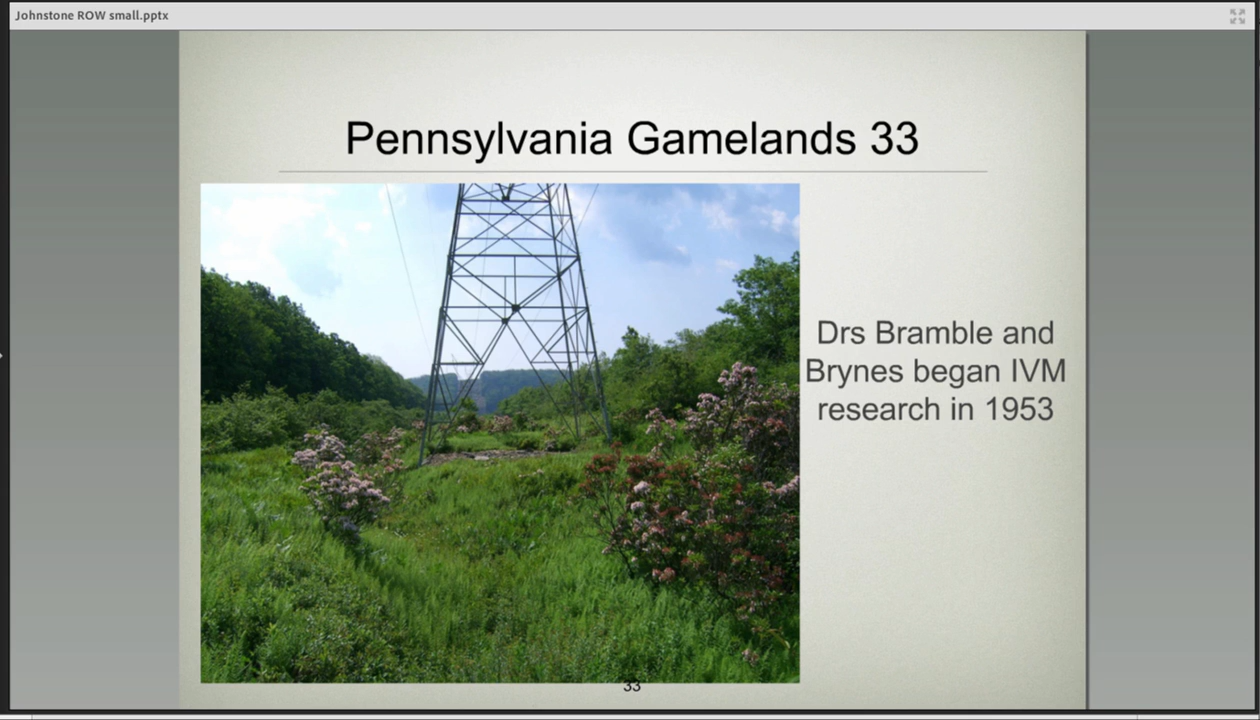 Johnstone ROW small.pptx
Pennsylvania Gamelands 33
Drs Bramble and
Brynes began IVM
research in 1953
33